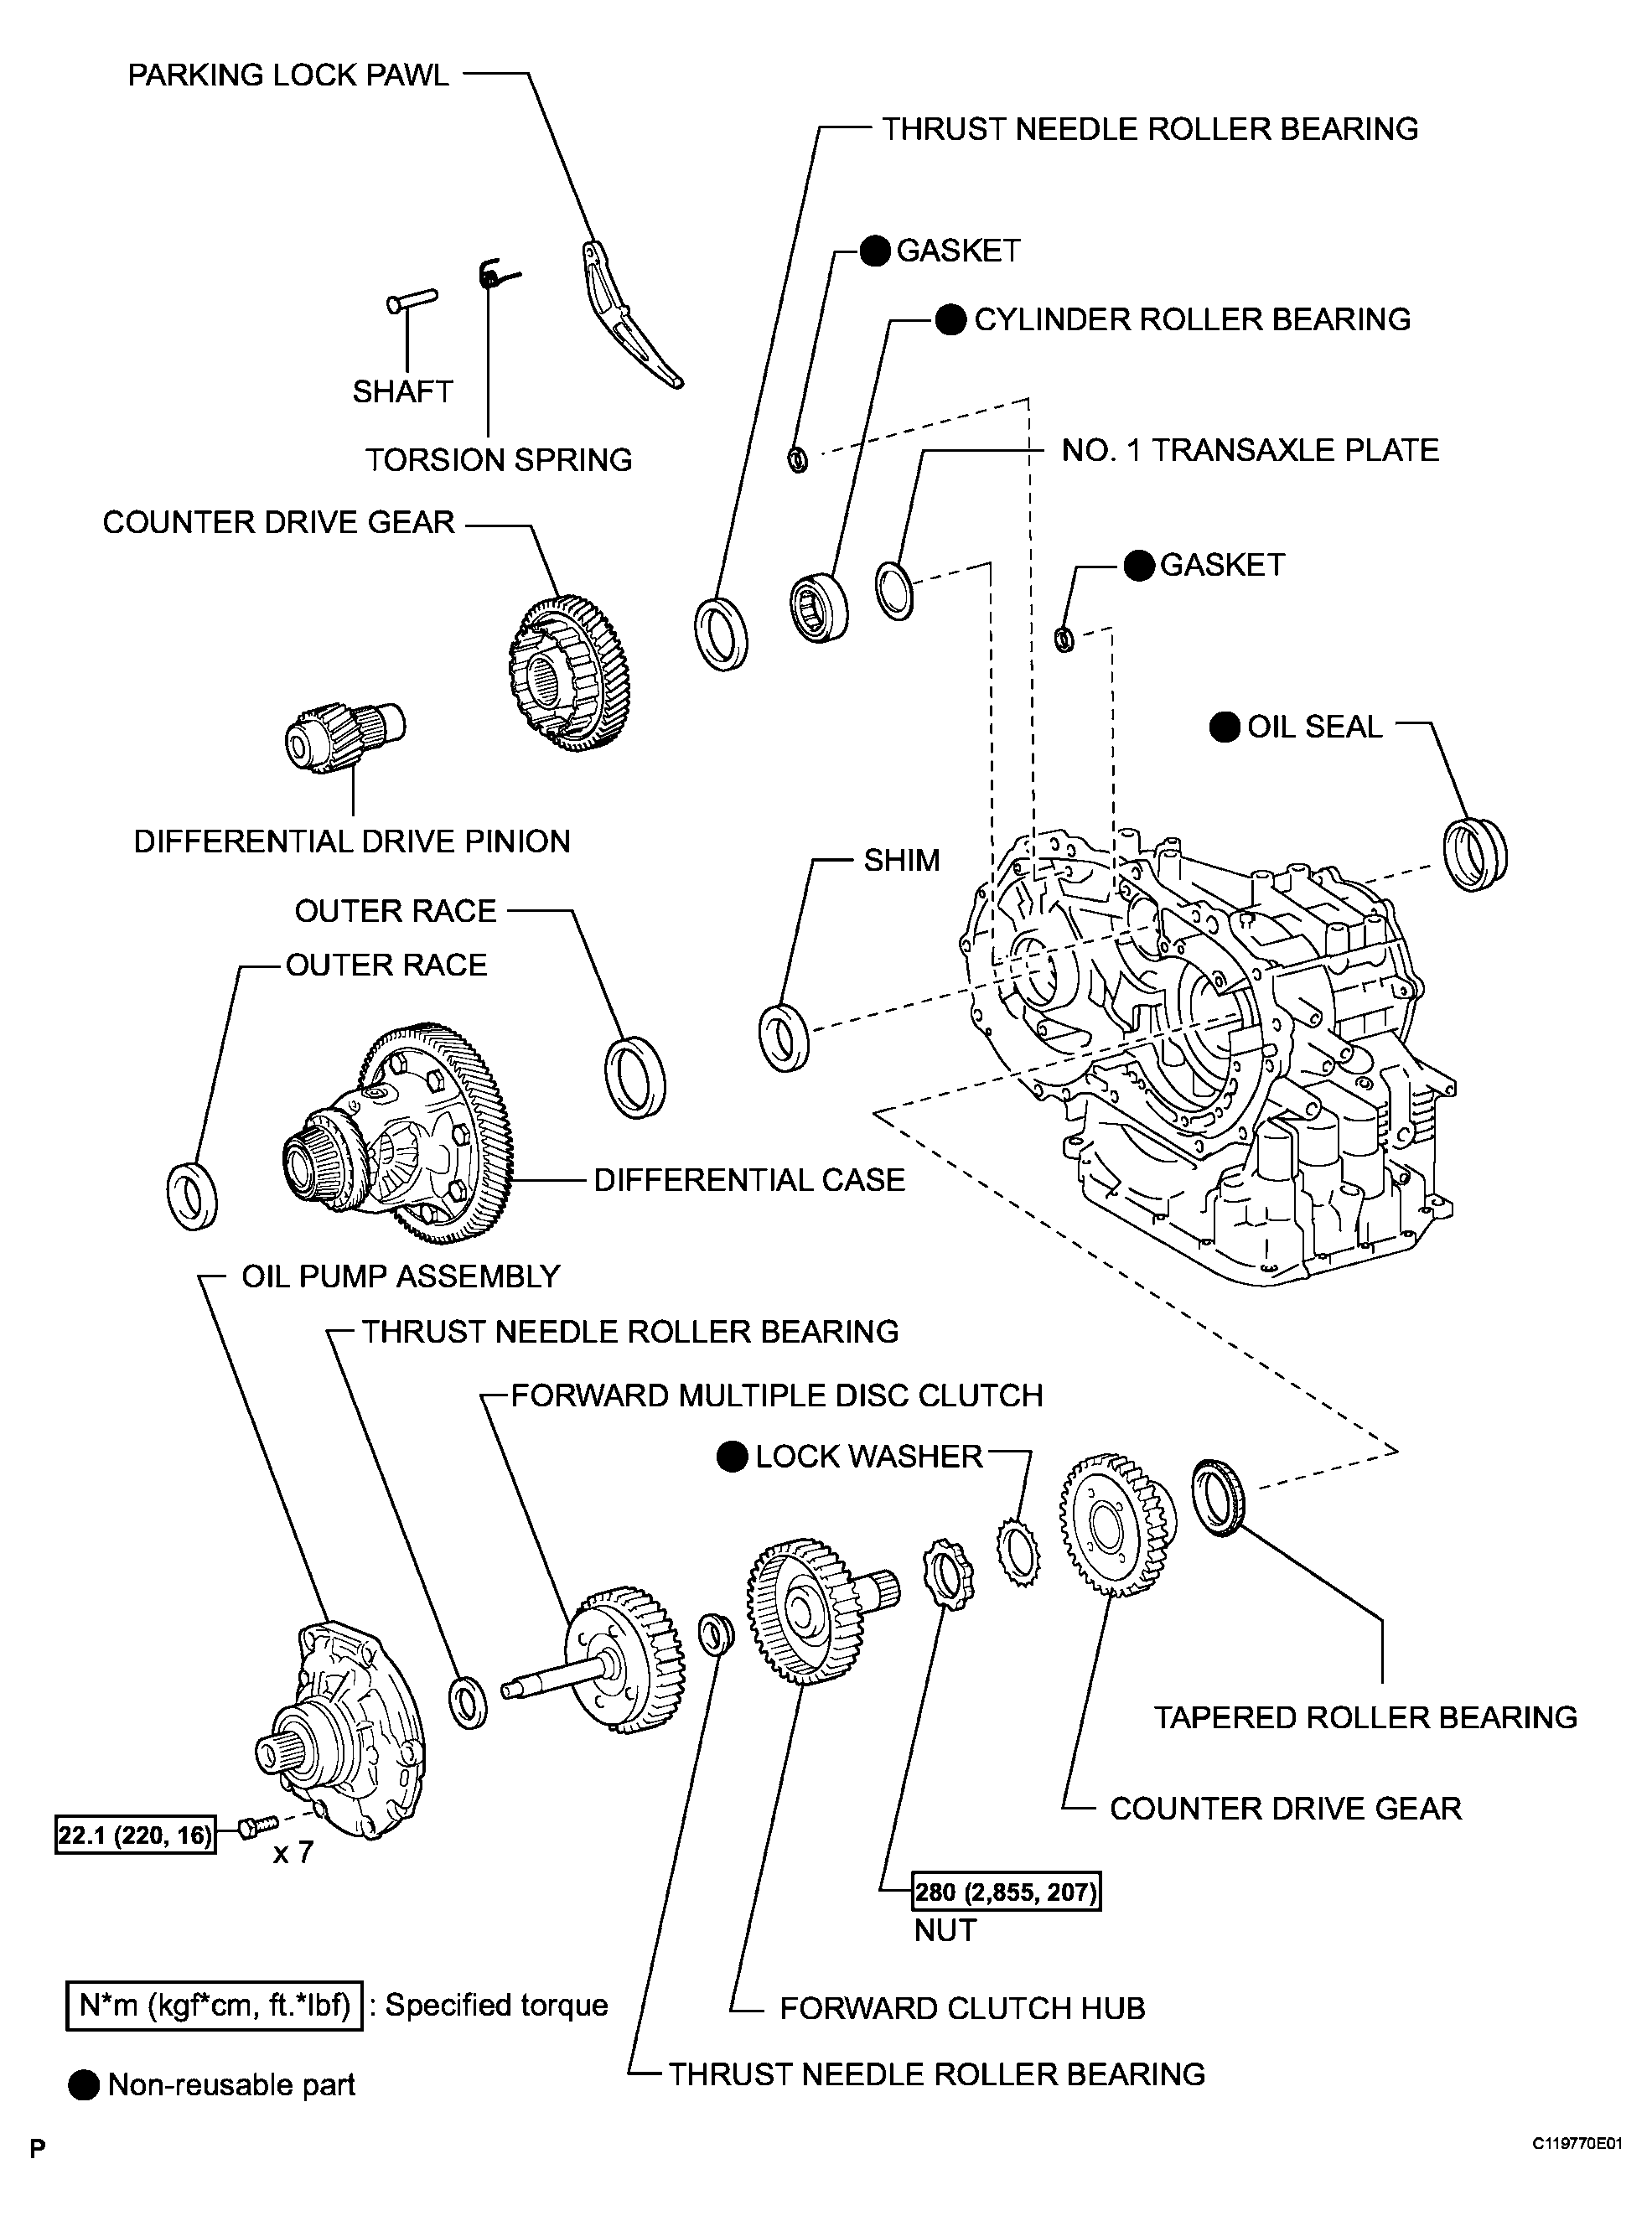 PARKING LOCK PAWL
THRUST NEEDLE ROLLER BEARING
GASKET
CYLINDER ROLLER BEARING
SHAFT
TORSION SPRING
NO. 1 TRANSAXLE PLATE
COUNTER DRIVE GEAR
GASKET
OIL SEAL
DIFFERENTIAL DRIVE PINION
SHIM
OUTER RACE
OUTER RACE
DIFFERENTIAL CASE
OIL PUMP ASSEMBLY
THRUST NEEDLE ROLLER BEARING
FORWARD MULTIPLE DISC CLUTCH
LOCK WASHER
TAPERED ROLLER BEARING
COUNTER DRIVE GEAR
22.1 (220, 16)
x 7
280 (2,855, 207)
NUT
N*m (kgf*cm, ft.*lbf) : Specified torque
FORWARD CLUTCH HUB
THRUST NEEDLE ROLLER BEARING
Non-reusable part
P
C119770E01